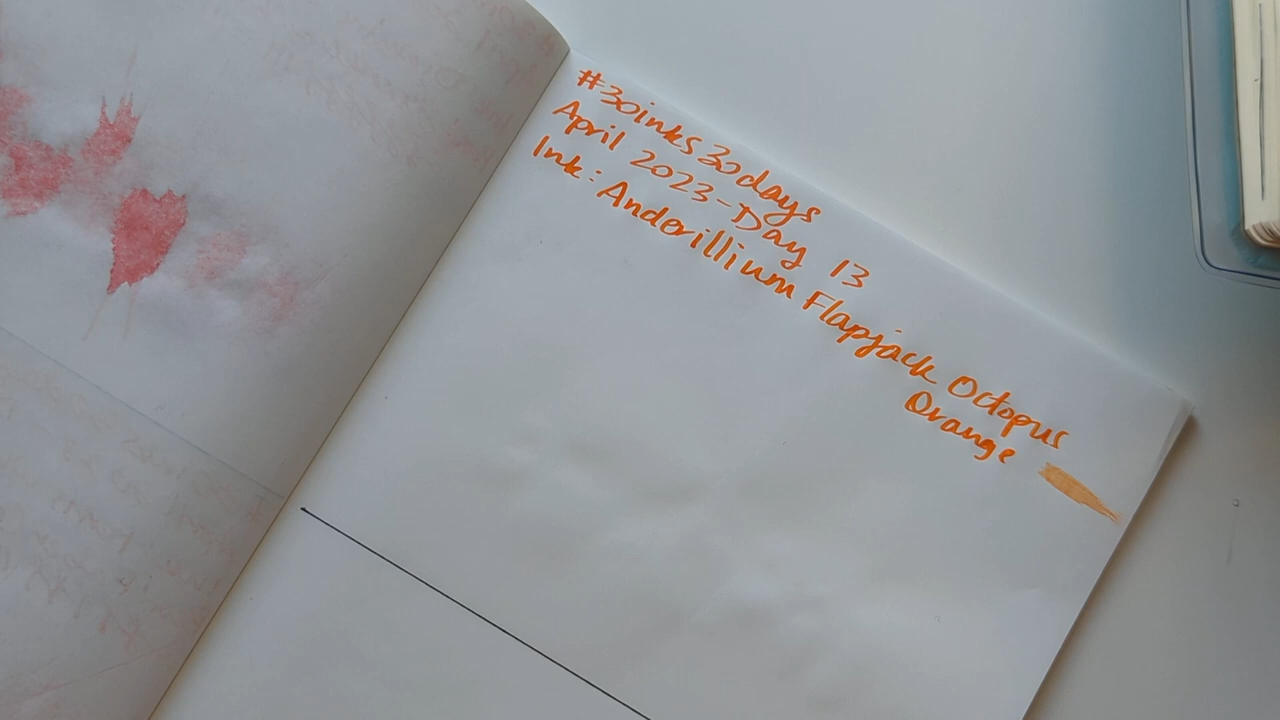 #30inks30days
April 2023-Day 13
Ink: Anderillium Flapjack Octopus
Orange